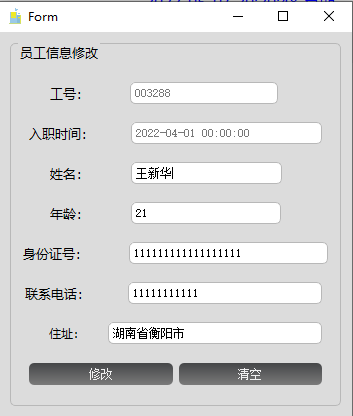 Form
员工信息修改
工号: 003288
入职时间: 2022-04-01 00:00:00
姓名: 王新华
年龄: 21
身份证号: 111111111111111111
联系电话: 11111111111
住址: 湖南省衡阳市
修改 清空